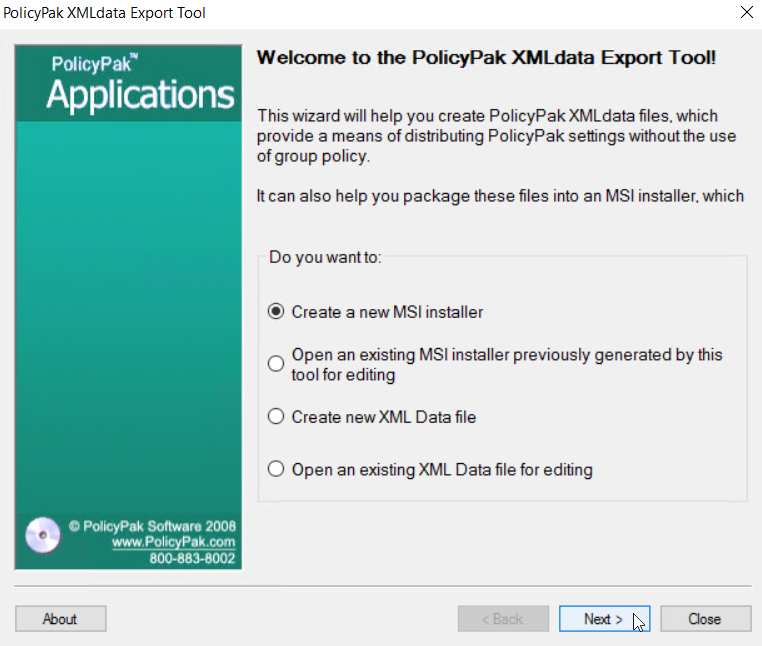 PolicyPak XMLdata Export Tool
PolicyPak™
Applications
Welcome to the PolicyPak XMLdata Export Tool!
This wizard will help you create PolicyPak XMLdata files, which
provide a means of distributing PolicyPak settings without the use
of group policy.
It can also help you package these files into an MSI installer, which
Do you want to:
Create a new MSI installer
Open an existing MSI installer previously generated by this
tool for editing
Create new XML Data file
Open an existing XML Data file for editing
© PolicyPak Software 2008
www.PolicyPak.com
800-883-8002
About
< Back
Next >
Close